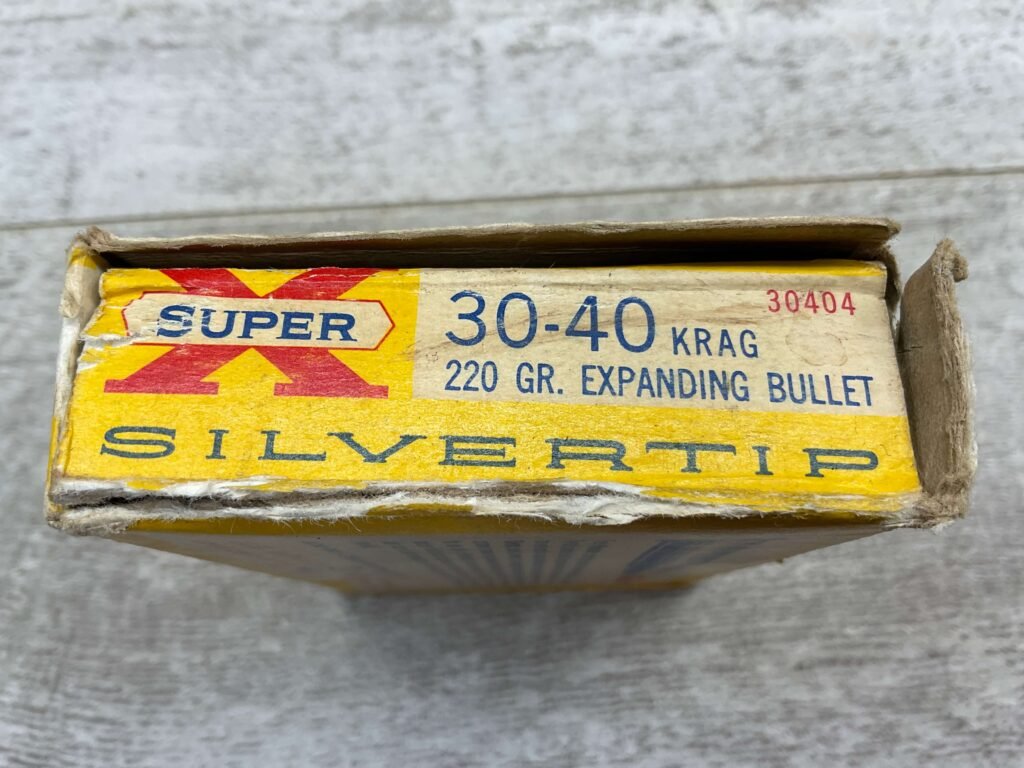 SUPER X
30-40 KRAG
30404
220 GR. EXPANDING BULLET
SILVERTIP